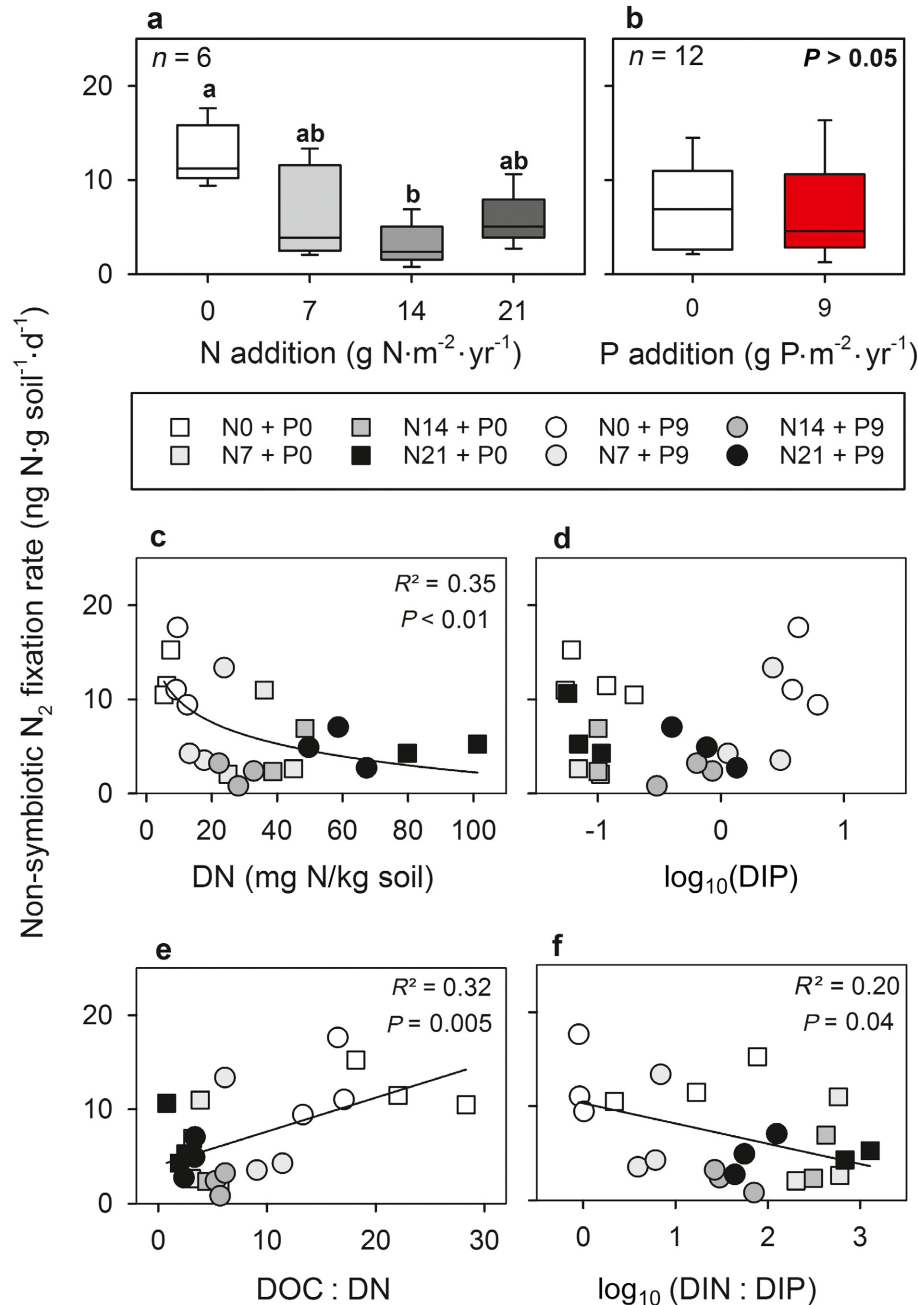 a
n = 6
a
ab
b
ab
20
10
0
0 7 14 21
N addition (g N·m⁻²·yr⁻¹)
b
n = 12
P > 0.05
0 9
P addition (g P·m⁻²·yr⁻¹)
Non-symbiotic N₂ fixation rate (ng N·g soil⁻¹·d⁻¹)
N0 + P0 N14 + P0 N0 + P9 N14 + P9
N7 + P0 N21 + P0 N7 + P9 N21 + P9
c
R² = 0.35
P < 0.01
20
10
0
0 20 40 60 80 100
DN (mg N/kg soil)
d
-1 0 1
log₁₀(DIP)
e
R² = 0.32
P = 0.005
20
10
0
0 10 20 30
DOC : DN
f
R² = 0.20
P = 0.04
0 1 2 3
log₁₀ (DIN : DIP)